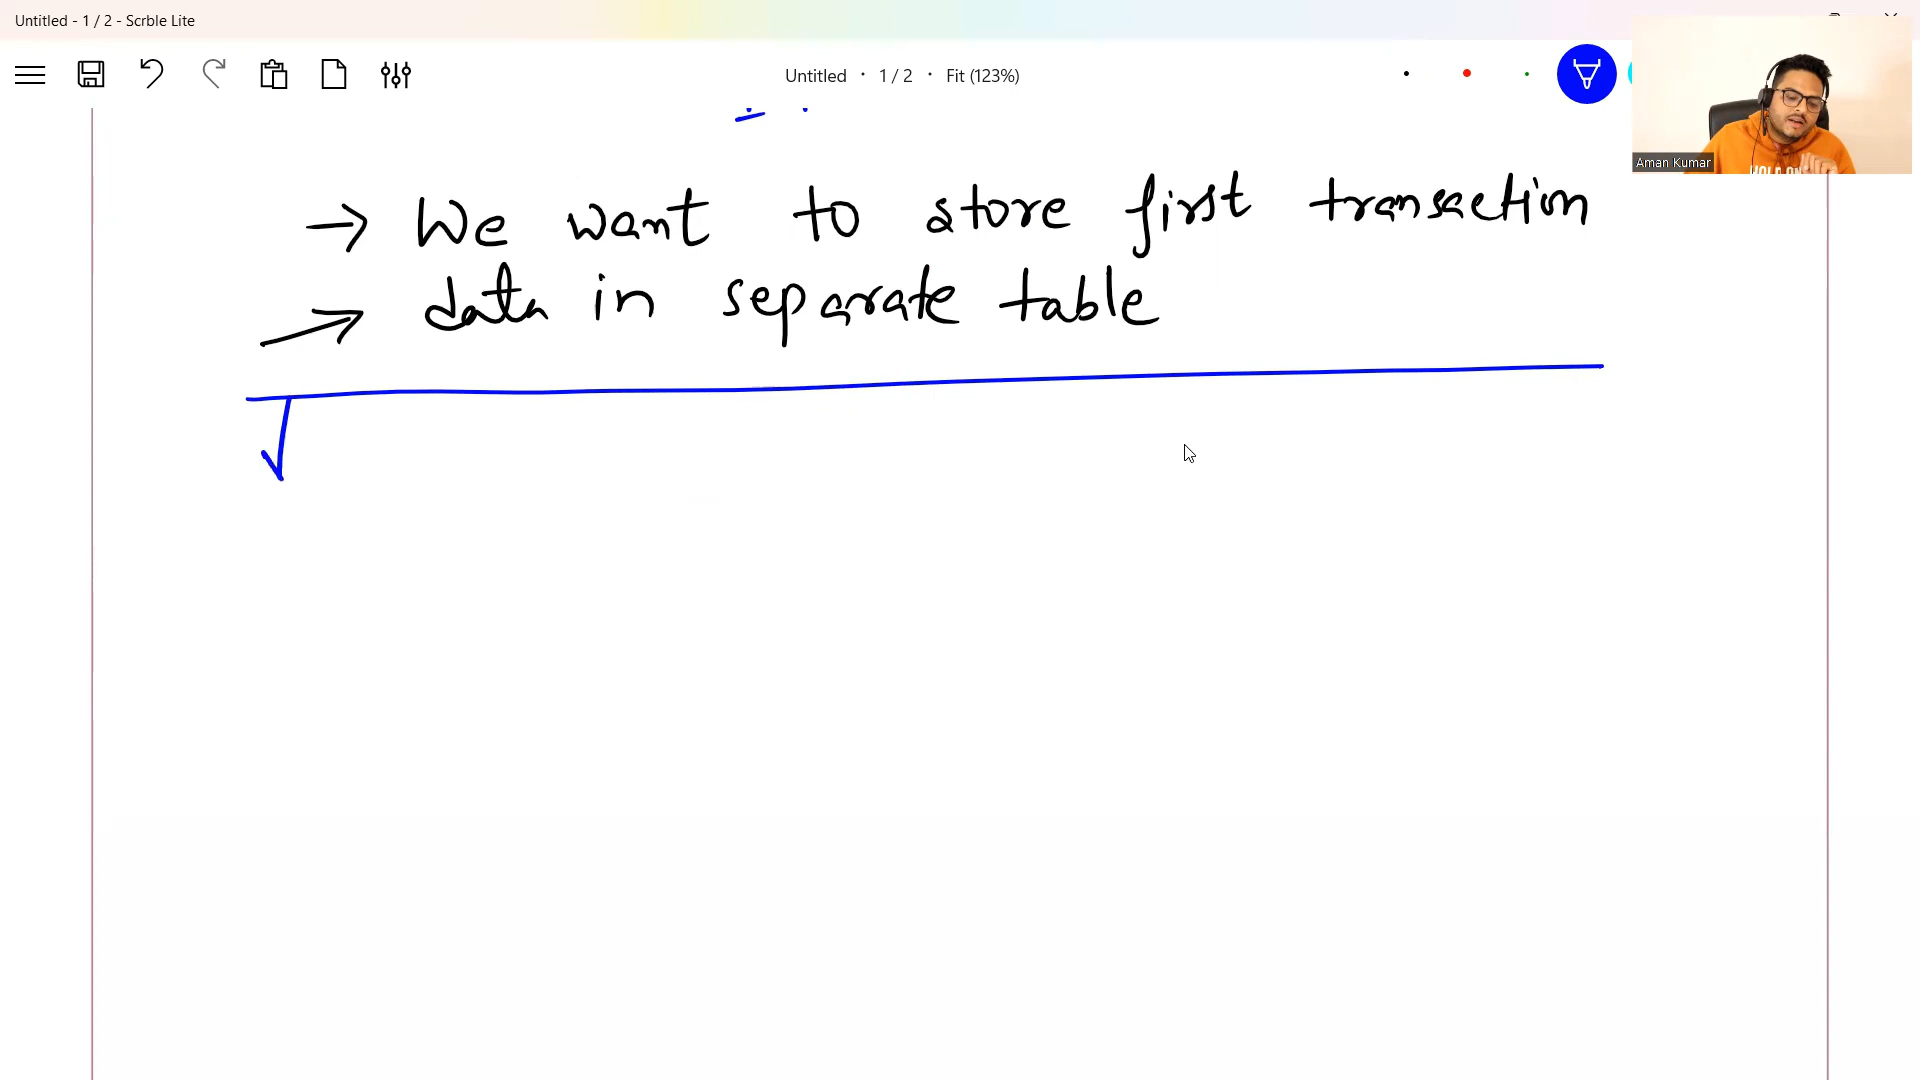 Untitled - 1 / 2 - Scrble Lite
Untitled • 1 / 2 • Fit (123%)
Aman Kumar
→ We want to store first transaction
→ data in separate table